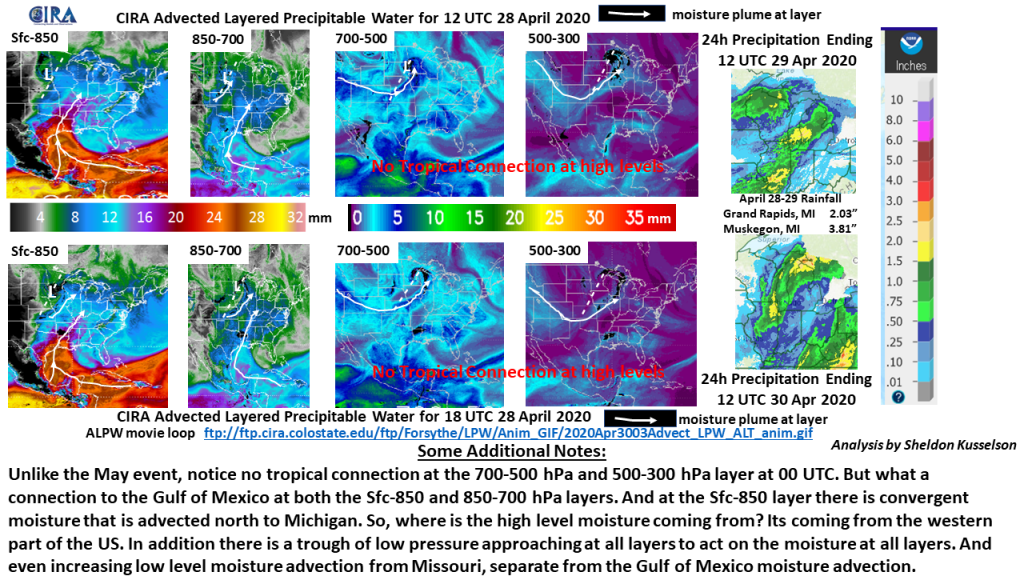 CIRA
CIRA Advected Layered Precipitable Water for 12 UTC 28 April 2020
moisture plume at layer
Sfc-850
850-700
700-500
500-300
L
L
L
No Tropical Connection at high levels
24h Precipitation Ending
12 UTC 29 Apr 2020
Inches
10
8.0
6.0
5.0
4.0
3.0
2.5
2.0
1.5
1.0
.75
.50
.25
.10
.01
?
April 28-29 Rainfall
Grand Rapids, MI 2.03”
Muskegon, MI 3.81”
4 8 12 16 20 24 28 32 mm
0 5 10 15 20 25 30 35 mm
Sfc-850
850-700
700-500
500-300
L
No Tropical Connection at high levels
Superior
24h Precipitation Ending
12 UTC 30 Apr 2020
CIRA Advected Layered Precipitable Water for 18 UTC 28 April 2020
moisture plume at layer
ALPW movie loop ftp://ftp.cira.colostate.edu/ftp/Forsythe/LPW/Anim_GIF/2020Apr3003Advect_LPW_ALT_anim.gif
Analysis by Sheldon Kusselson
Some Additional Notes:
Unlike the May event, notice no tropical connection at the 700-500 hPa and 500-300 hPa layer at 00 UTC. But what a
connection to the Gulf of Mexico at both the Sfc-850 and 850-700 hPa layers. And at the Sfc-850 layer there is convergent
moisture that is advected north to Michigan. So, where is the high level moisture coming from? Its coming from the western
part of the US. In addition there is a trough of low pressure approaching at all layers to act on the moisture at all layers. And
even increasing low level moisture advection from Missouri, separate from the Gulf of Mexico moisture advection.